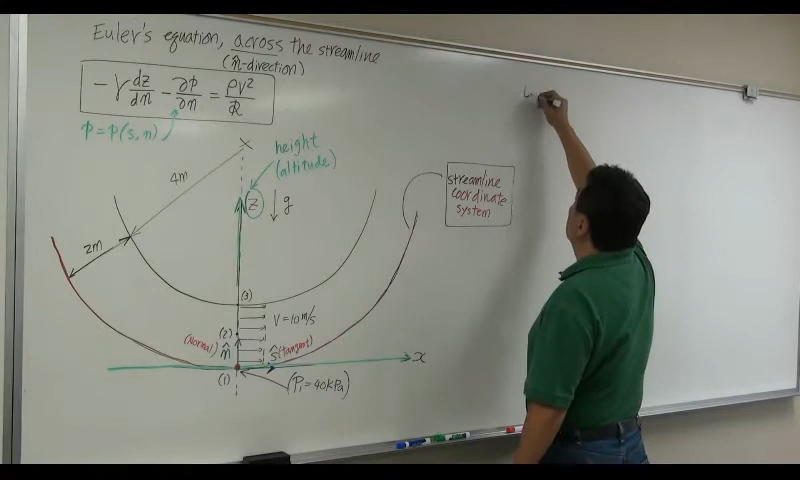 Euler's equation, across the streamline
(n̂-direction)
-γ dz/dn - ∂p/∂n = ρV²/R
p = p(s, n)
height
(altitude)
4m
z
g
streamline
coordinate
system
2m
(3)
V = 10 m/s
(2)
(Normal) n̂
ŝ (tangent)
x
(1)
(P₁ = 40 kPa)